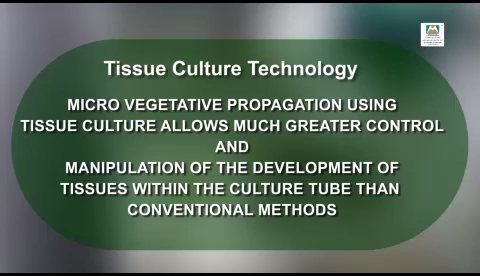 Tissue Culture Technology
MICRO VEGETATIVE PROPAGATION USING
TISSUE CULTURE ALLOWS MUCH GREATER CONTROL
AND
MANIPULATION OF THE DEVELOPMENT OF
TISSUES WITHIN THE CULTURE TUBE THAN
CONVENTIONAL METHODS